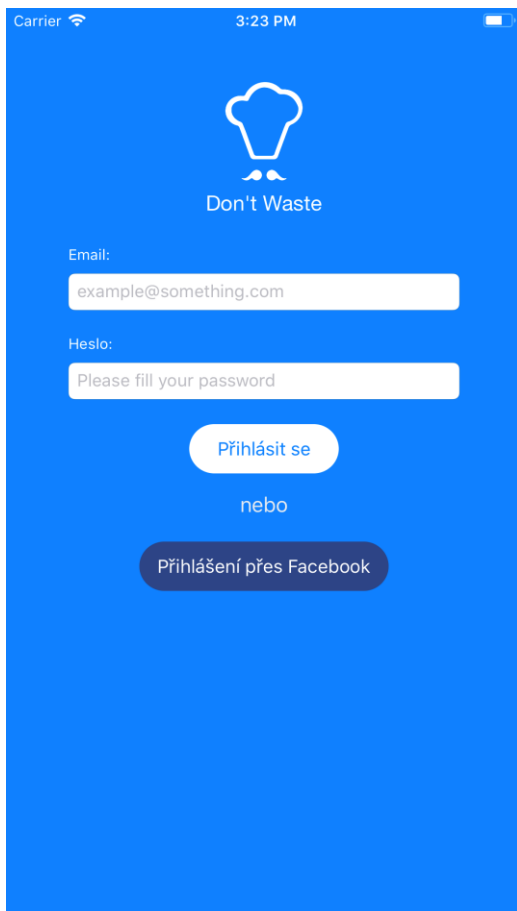 Carrier 3:23 PM
Don't Waste
Email:
example@something.com
Heslo:
Please fill your password
Přihlásit se
nebo
Přihlášení přes Facebook